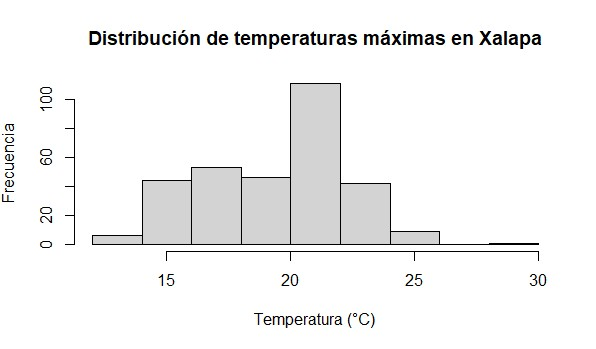 Distribución de temperaturas máximas en Xalapa
Frecuencia
100
60
20
0
15 20 25 30
Temperatura (°C)